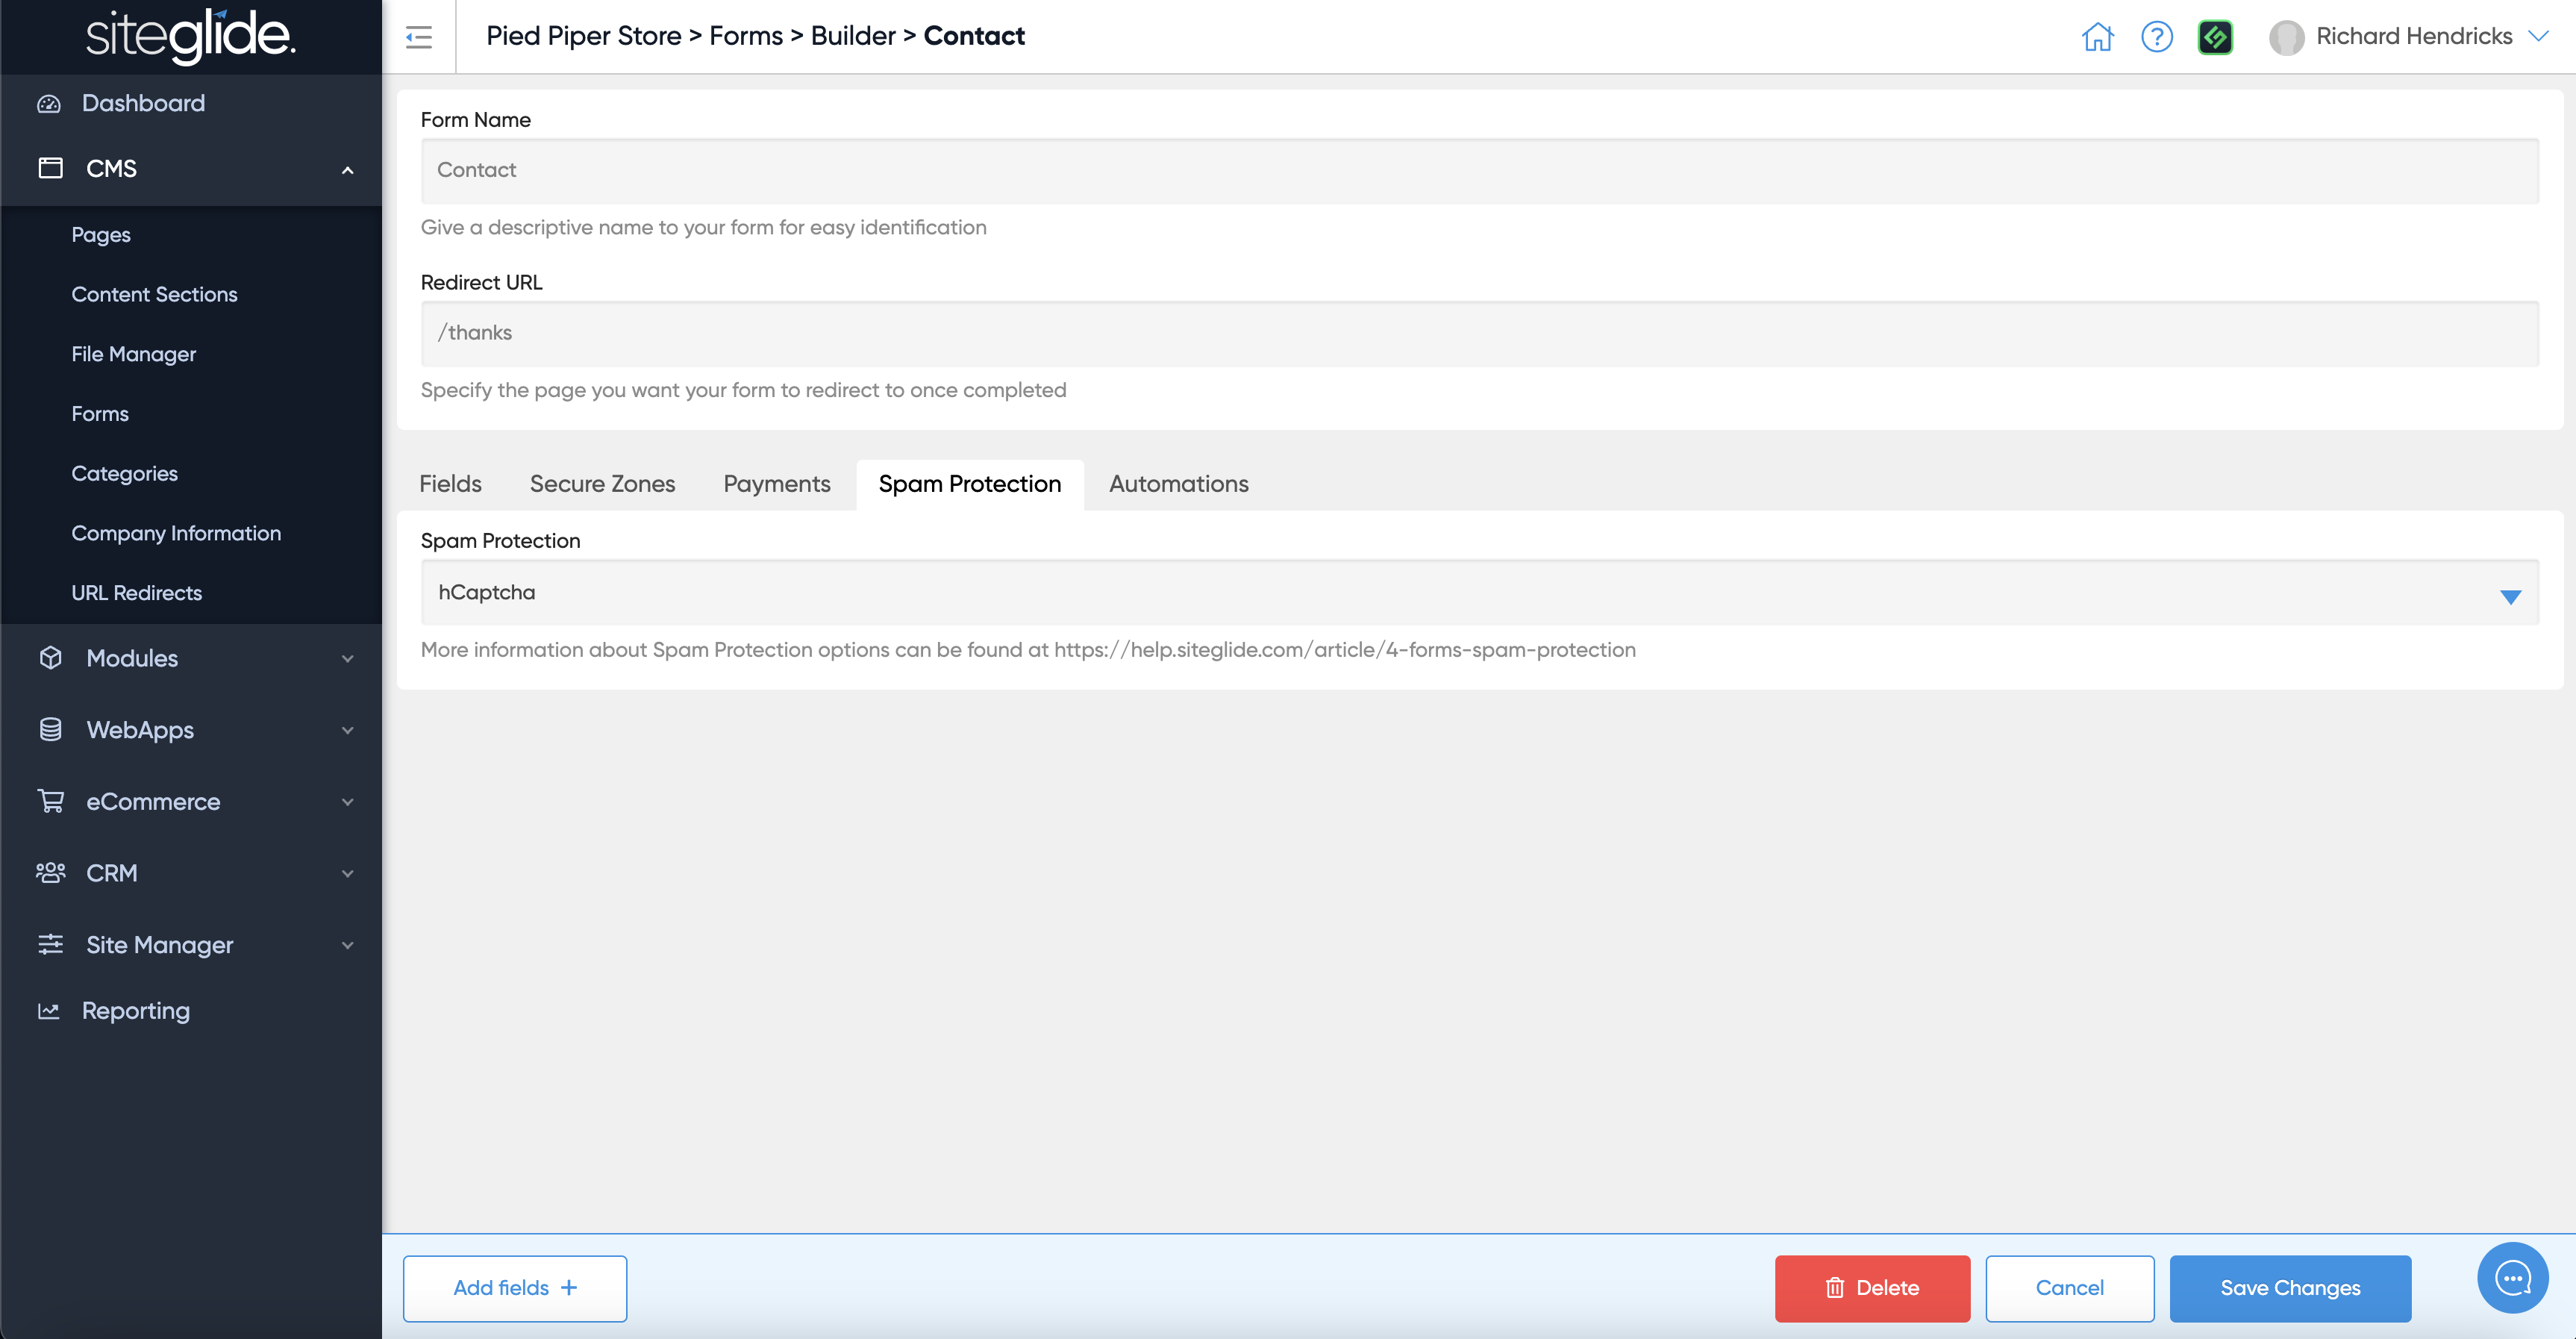 siteglide.
Pied Piper Store > Forms > Builder > Contact
Richard Hendricks
Dashboard
CMS
Pages
Content Sections
File Manager
Forms
Categories
Company Information
URL Redirects
Modules
WebApps
eCommerce
CRM
Site Manager
Reporting
Form Name
Contact
Give a descriptive name to your form for easy identification
Redirect URL
/thanks
Specify the page you want your form to redirect to once completed
Fields Secure Zones Payments Spam Protection Automations
Spam Protection
hCaptcha
More information about Spam Protection options can be found at https://help.siteglide.com/article/4-forms-spam-protection
Add fields +
Delete
Cancel
Save Changes